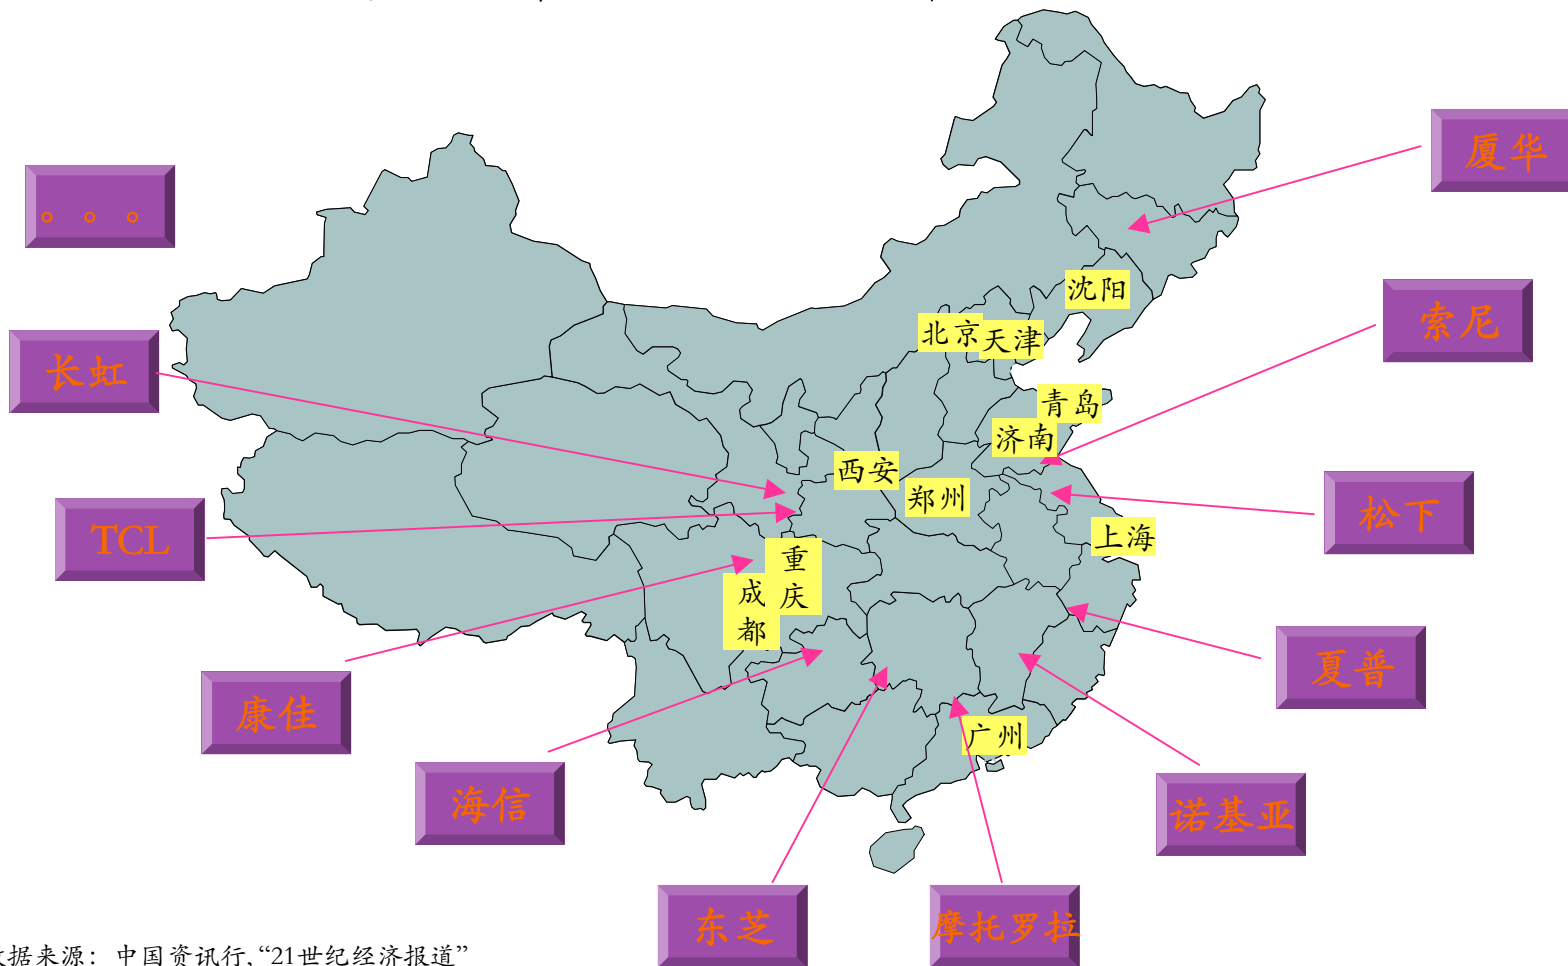 厦华
。。。
沈阳
索尼
北京
天津
长虹
青岛
济南
西安
郑州
松下
TCL
上海
重
庆
成
都
夏普
康佳
广州
海信
诺基亚
东芝
摩托罗拉
据来源：中国资讯行,“21世纪经济报道”